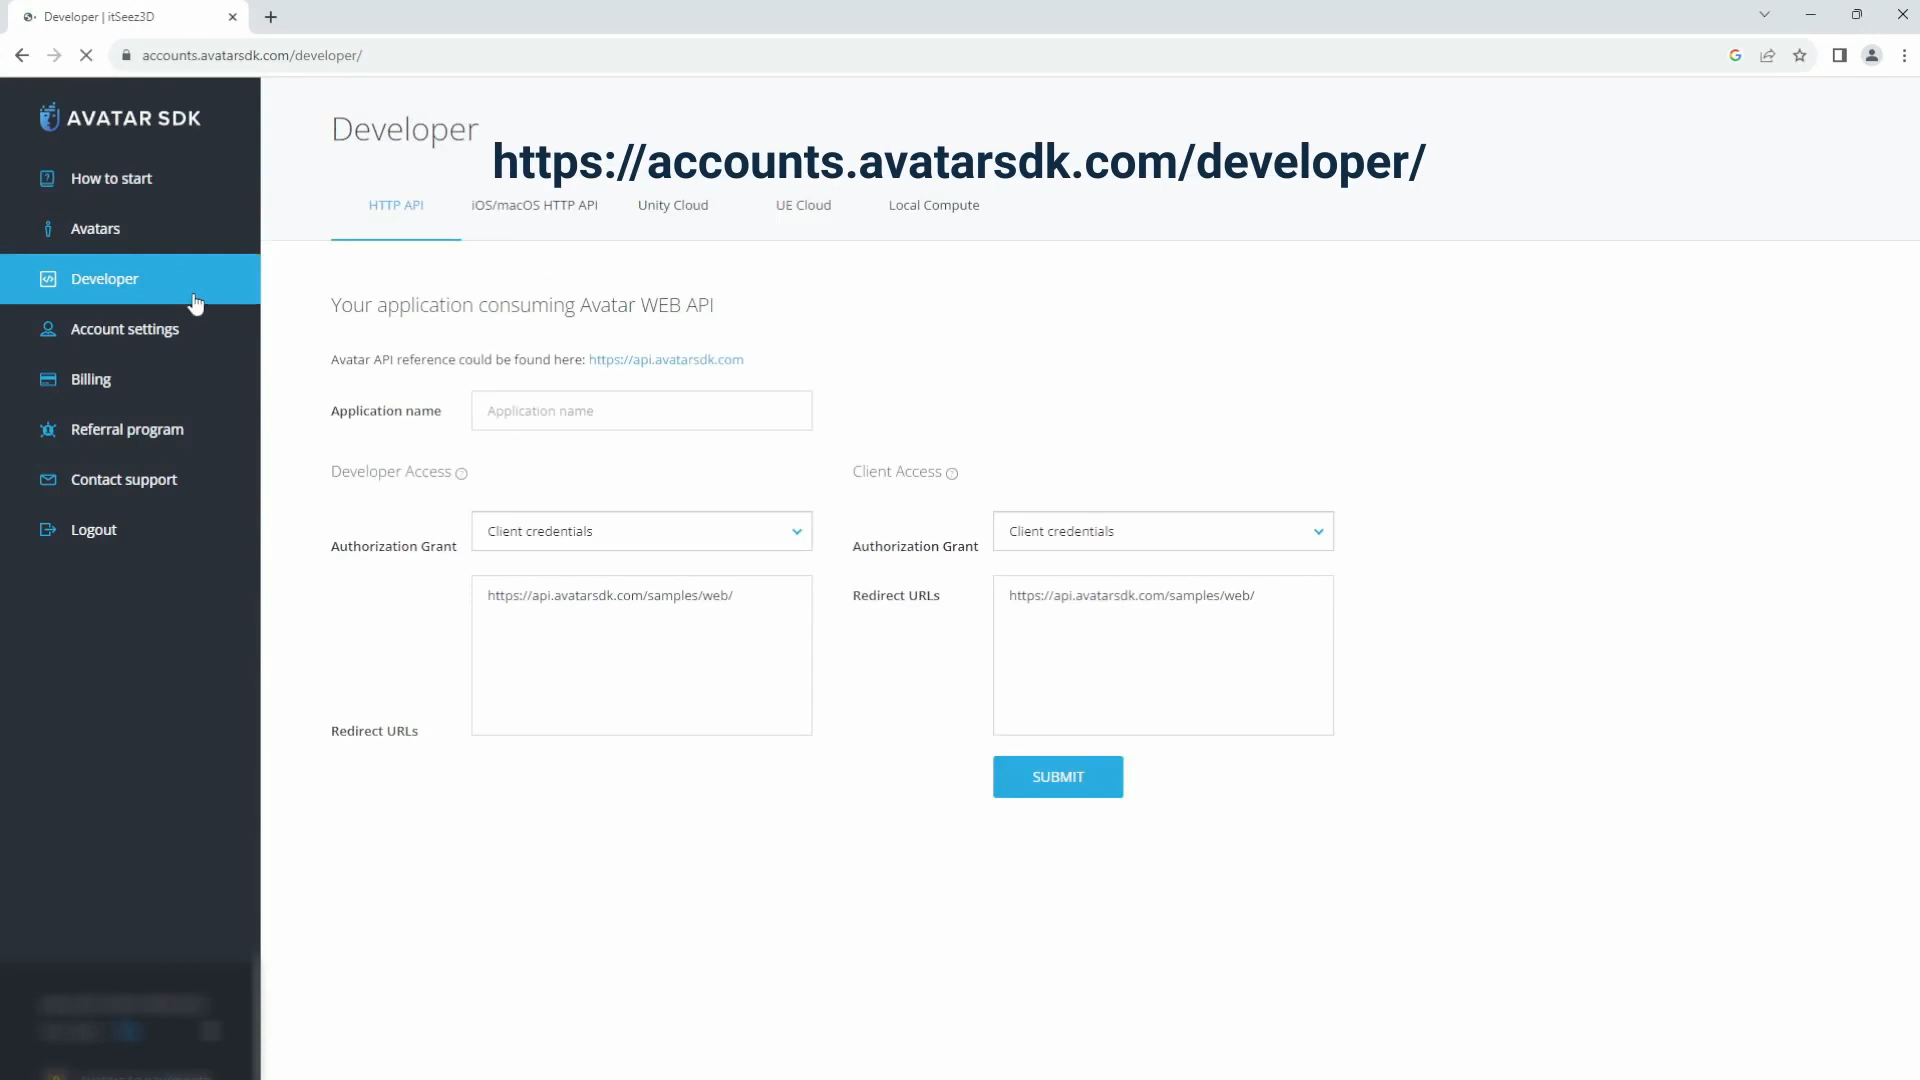 Developer | itSeez3D
accounts.avatarsdk.com/developer/
AVATAR SDK
How to start
Avatars
Developer
Account settings
Billing
Referral program
Contact support
Logout
Developer
https://accounts.avatarsdk.com/developer/
HTTP API
iOS/macOS HTTP API
Unity Cloud
UE Cloud
Local Compute
Your application consuming Avatar WEB API
Avatar API reference could be found here: https://api.avatarsdk.com
Application name
Application name
Developer Access
Client Access
Authorization Grant
Client credentials
Authorization Grant
Client credentials
Redirect URLs
https://api.avatarsdk.com/samples/web/
Redirect URLs
https://api.avatarsdk.com/samples/web/
SUBMIT